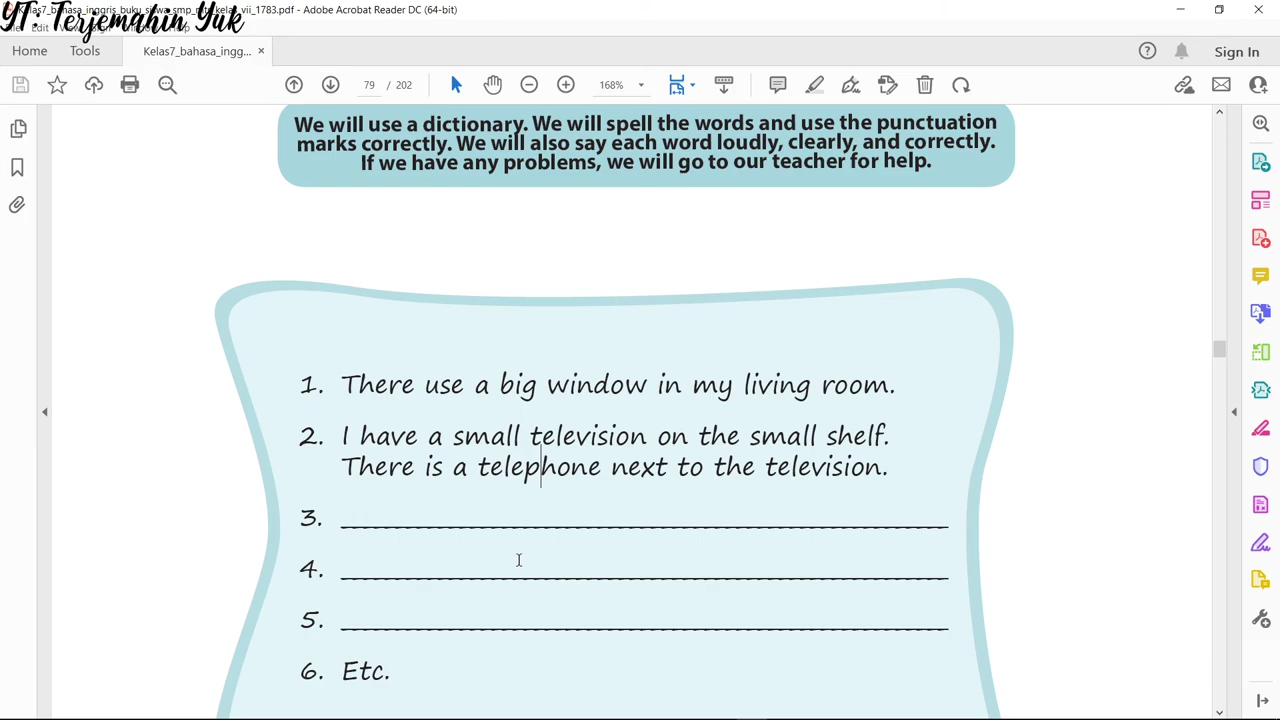 Kelas7_bahasa_inggris_buku_siswa_smp_mts_kelas_vii_1783.pdf - Adobe Acrobat Reader DC (64-bit)
YT: Terjemahin Yuk
Home Tools Kelas7_bahasa_ingg... × Sign In
79 / 202 168%
We will use a dictionary. We will spell the words and use the punctuation
marks correctly. We will also say each word loudly, clearly, and correctly.
If we have any problems, we will go to our teacher for help.
1. There use a big window in my living room.
2. I have a small television on the small shelf.
There is a telephone next to the television.
3.
4.
5.
6. Etc.